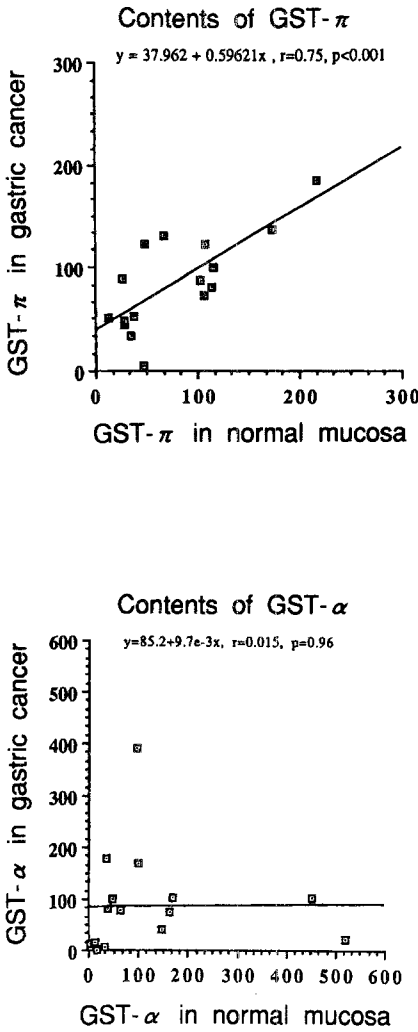 Contents of GST-π
y = 37.962 + 0.59621x , r=0.75, p<0.001
GST-π in gastric cancer
300
200
100
0
0 100 200 300
GST-π in normal mucosa
Contents of GST-α
y=85.2+9.7e-3x, r=0.015, p=0.96
GST-α in gastric cancer
600
500
400
300
200
100
0
0 100 200 300 400 500 600
GST-α in normal mucosa